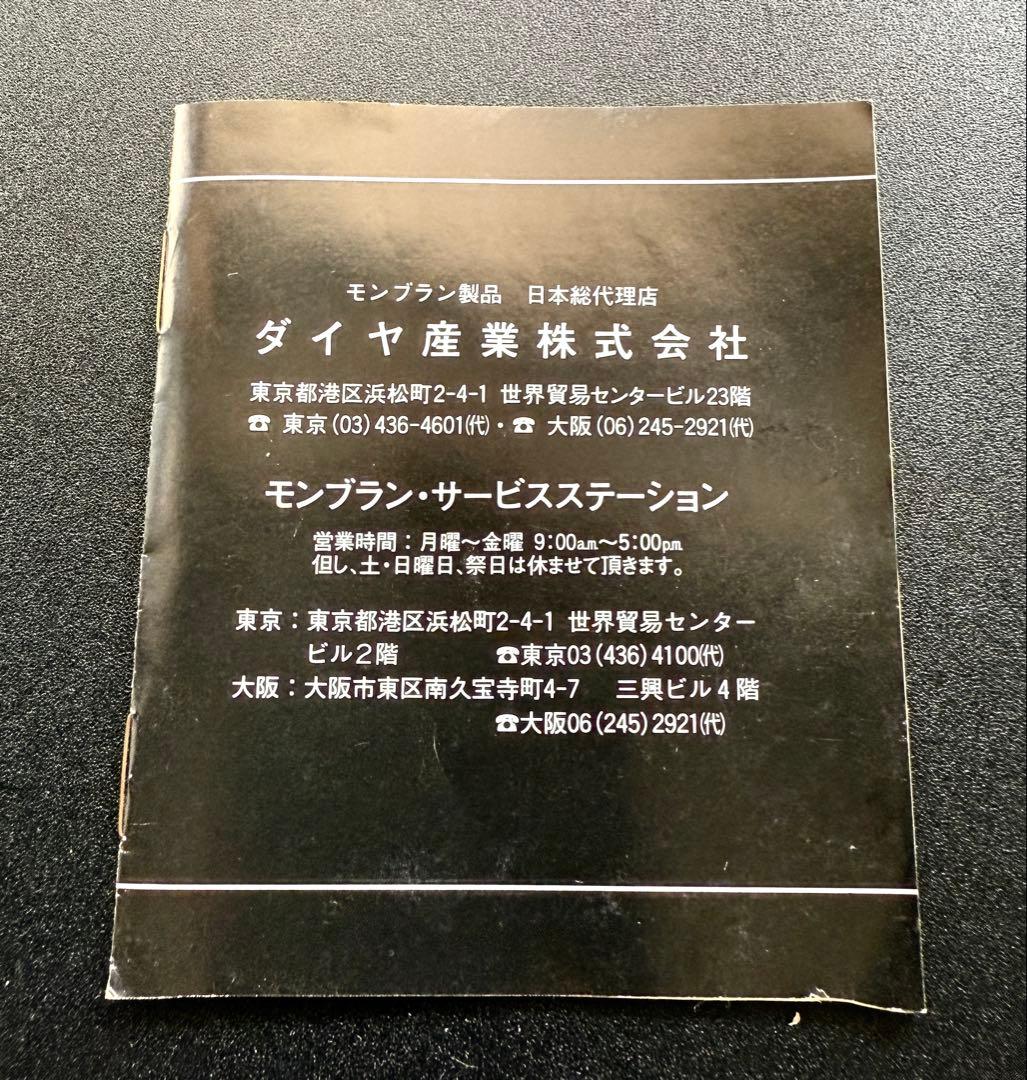 モンブラン製品　日本総代理店
ダイヤ産業株式会社
東京都港区浜松町2-4-1 世界貿易センタービル23階
☎ 東京(03)436-4601㈹・☎ 大阪(06)245-2921㈹
モンブラン・サービスステーション
営業時間：月曜〜金曜 9:00a.m.〜5:00p.m.
但し、土・日曜日、祭日は休ませて頂きます。
東京：東京都港区浜松町2-4-1 世界貿易センター
ビル2階　☎東京03(436)4100㈹
大阪：大阪市東区南久宝寺町4-7　三興ビル4階
☎大阪06(245)2921㈹